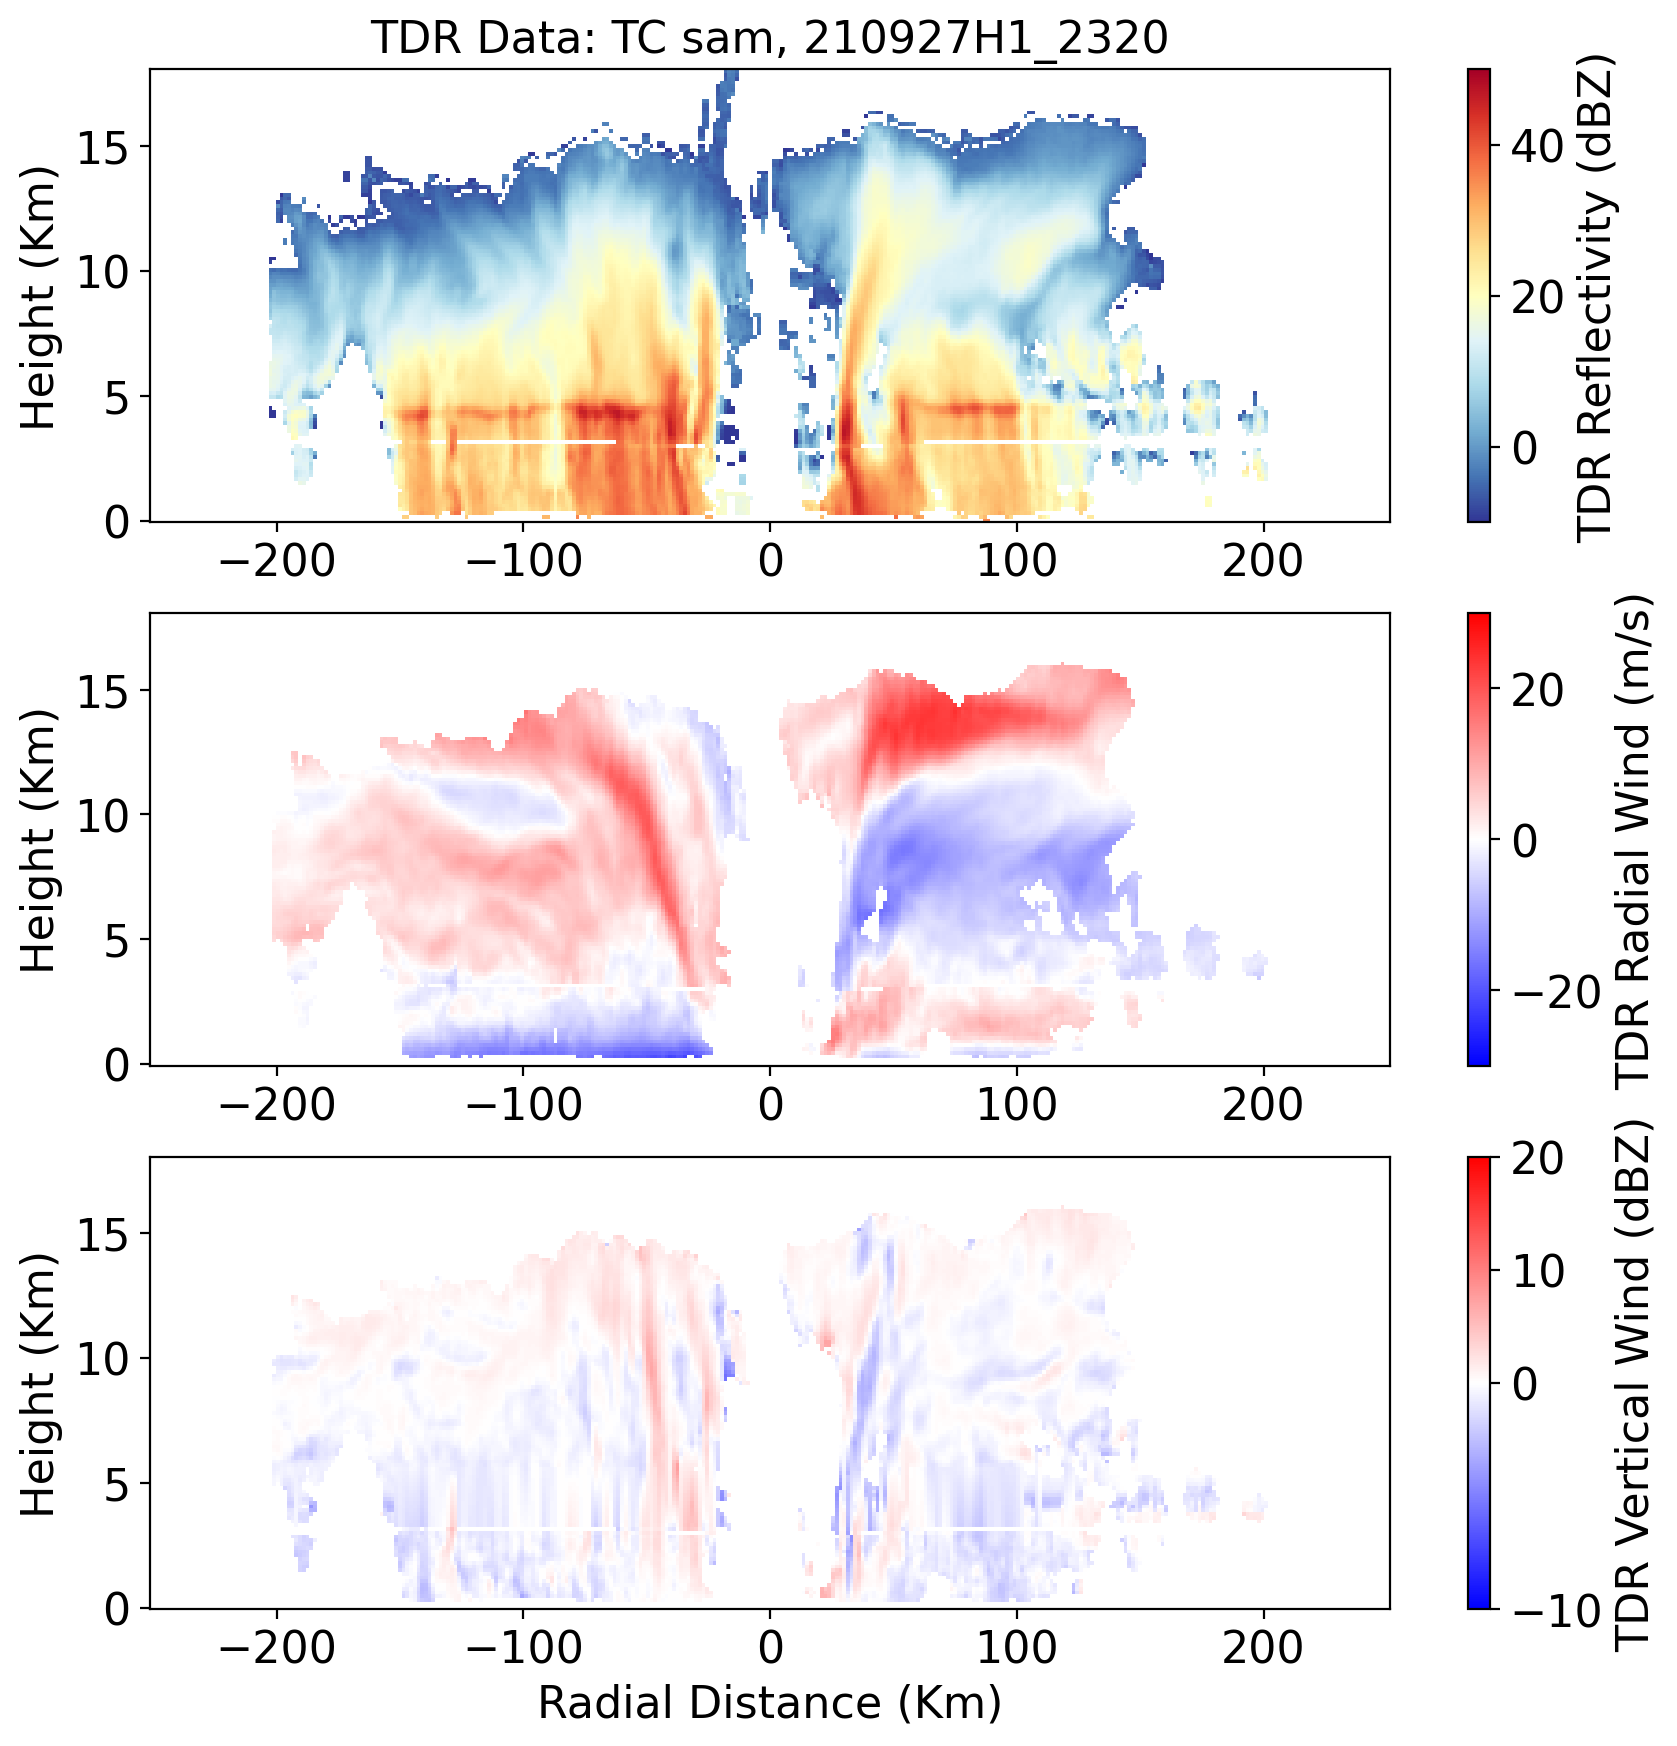 TDR Data: TC sam, 210927H1_2320
15
10
5
0
Height (Km)
−200 −100 0 100 200
40
20
0
TDR Reflectivity (dBZ)
15
10
5
0
Height (Km)
−200 −100 0 100 200
20
0
−20
TDR Radial Wind (m/s)
15
10
5
0
Height (Km)
−200 −100 0 100 200
Radial Distance (Km)
20
10
0
−10
TDR Vertical Wind (dBZ)